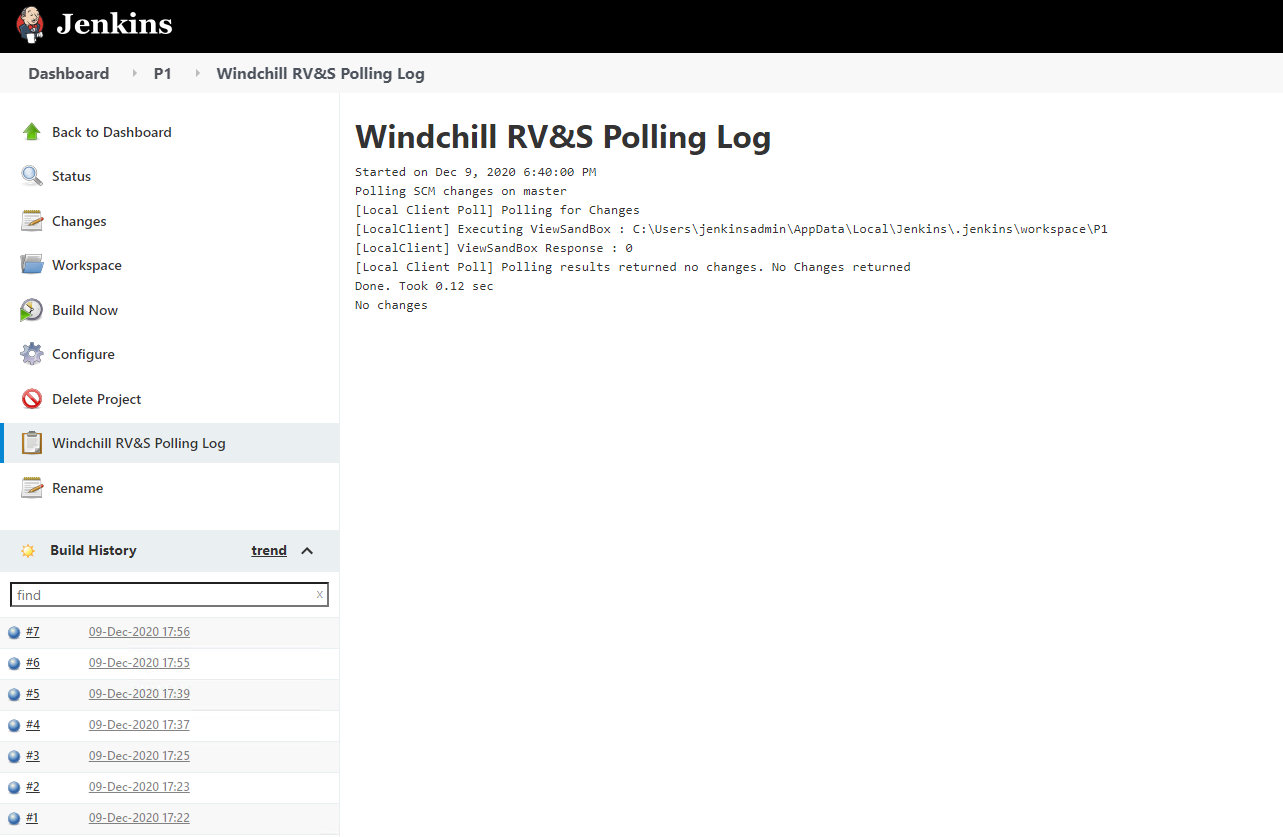 Jenkins
Dashboard P1 Windchill RV&S Polling Log
Back to Dashboard
Status
Changes
Workspace
Build Now
Configure
Delete Project
Windchill RV&S Polling Log
Rename
Build History trend
find x
#7 09-Dec-2020 17:56
#6 09-Dec-2020 17:55
#5 09-Dec-2020 17:39
#4 09-Dec-2020 17:37
#3 09-Dec-2020 17:25
#2 09-Dec-2020 17:23
#1 09-Dec-2020 17:22
Windchill RV&S Polling Log
Started on Dec 9, 2020 6:40:00 PM
Polling SCM changes on master
[Local Client Poll] Polling for Changes
[LocalClient] Executing ViewSandBox : C:\Users\jenkinsadmin\AppData\Local\Jenkins\.jenkins\workspace\P1
[LocalClient] ViewSandBox Response : 0
[Local Client Poll] Polling results returned no changes. No Changes returned
Done. Took 0.12 sec
No changes